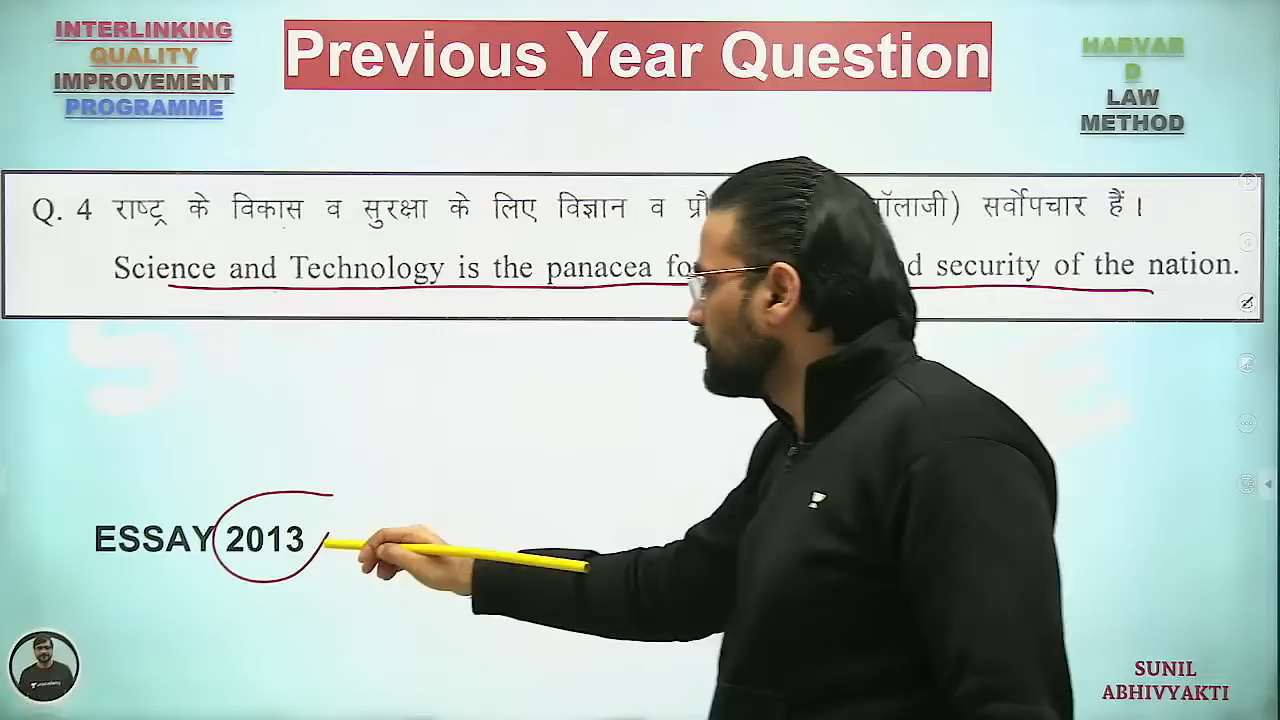 INTERLINKING
QUALITY
IMPROVEMENT
PROGRAMME
Previous Year Question
HARVAR
D
LAW
METHOD
Q. 4 राष्ट्र के विकास व सुरक्षा के लिए विज्ञान व प्रौ ॉलाजी) सर्वोपचार हैं।
Science and Technology is the panacea fo d security of the nation.
ESSAY 2013
SUNIL
ABHIVYAKTI